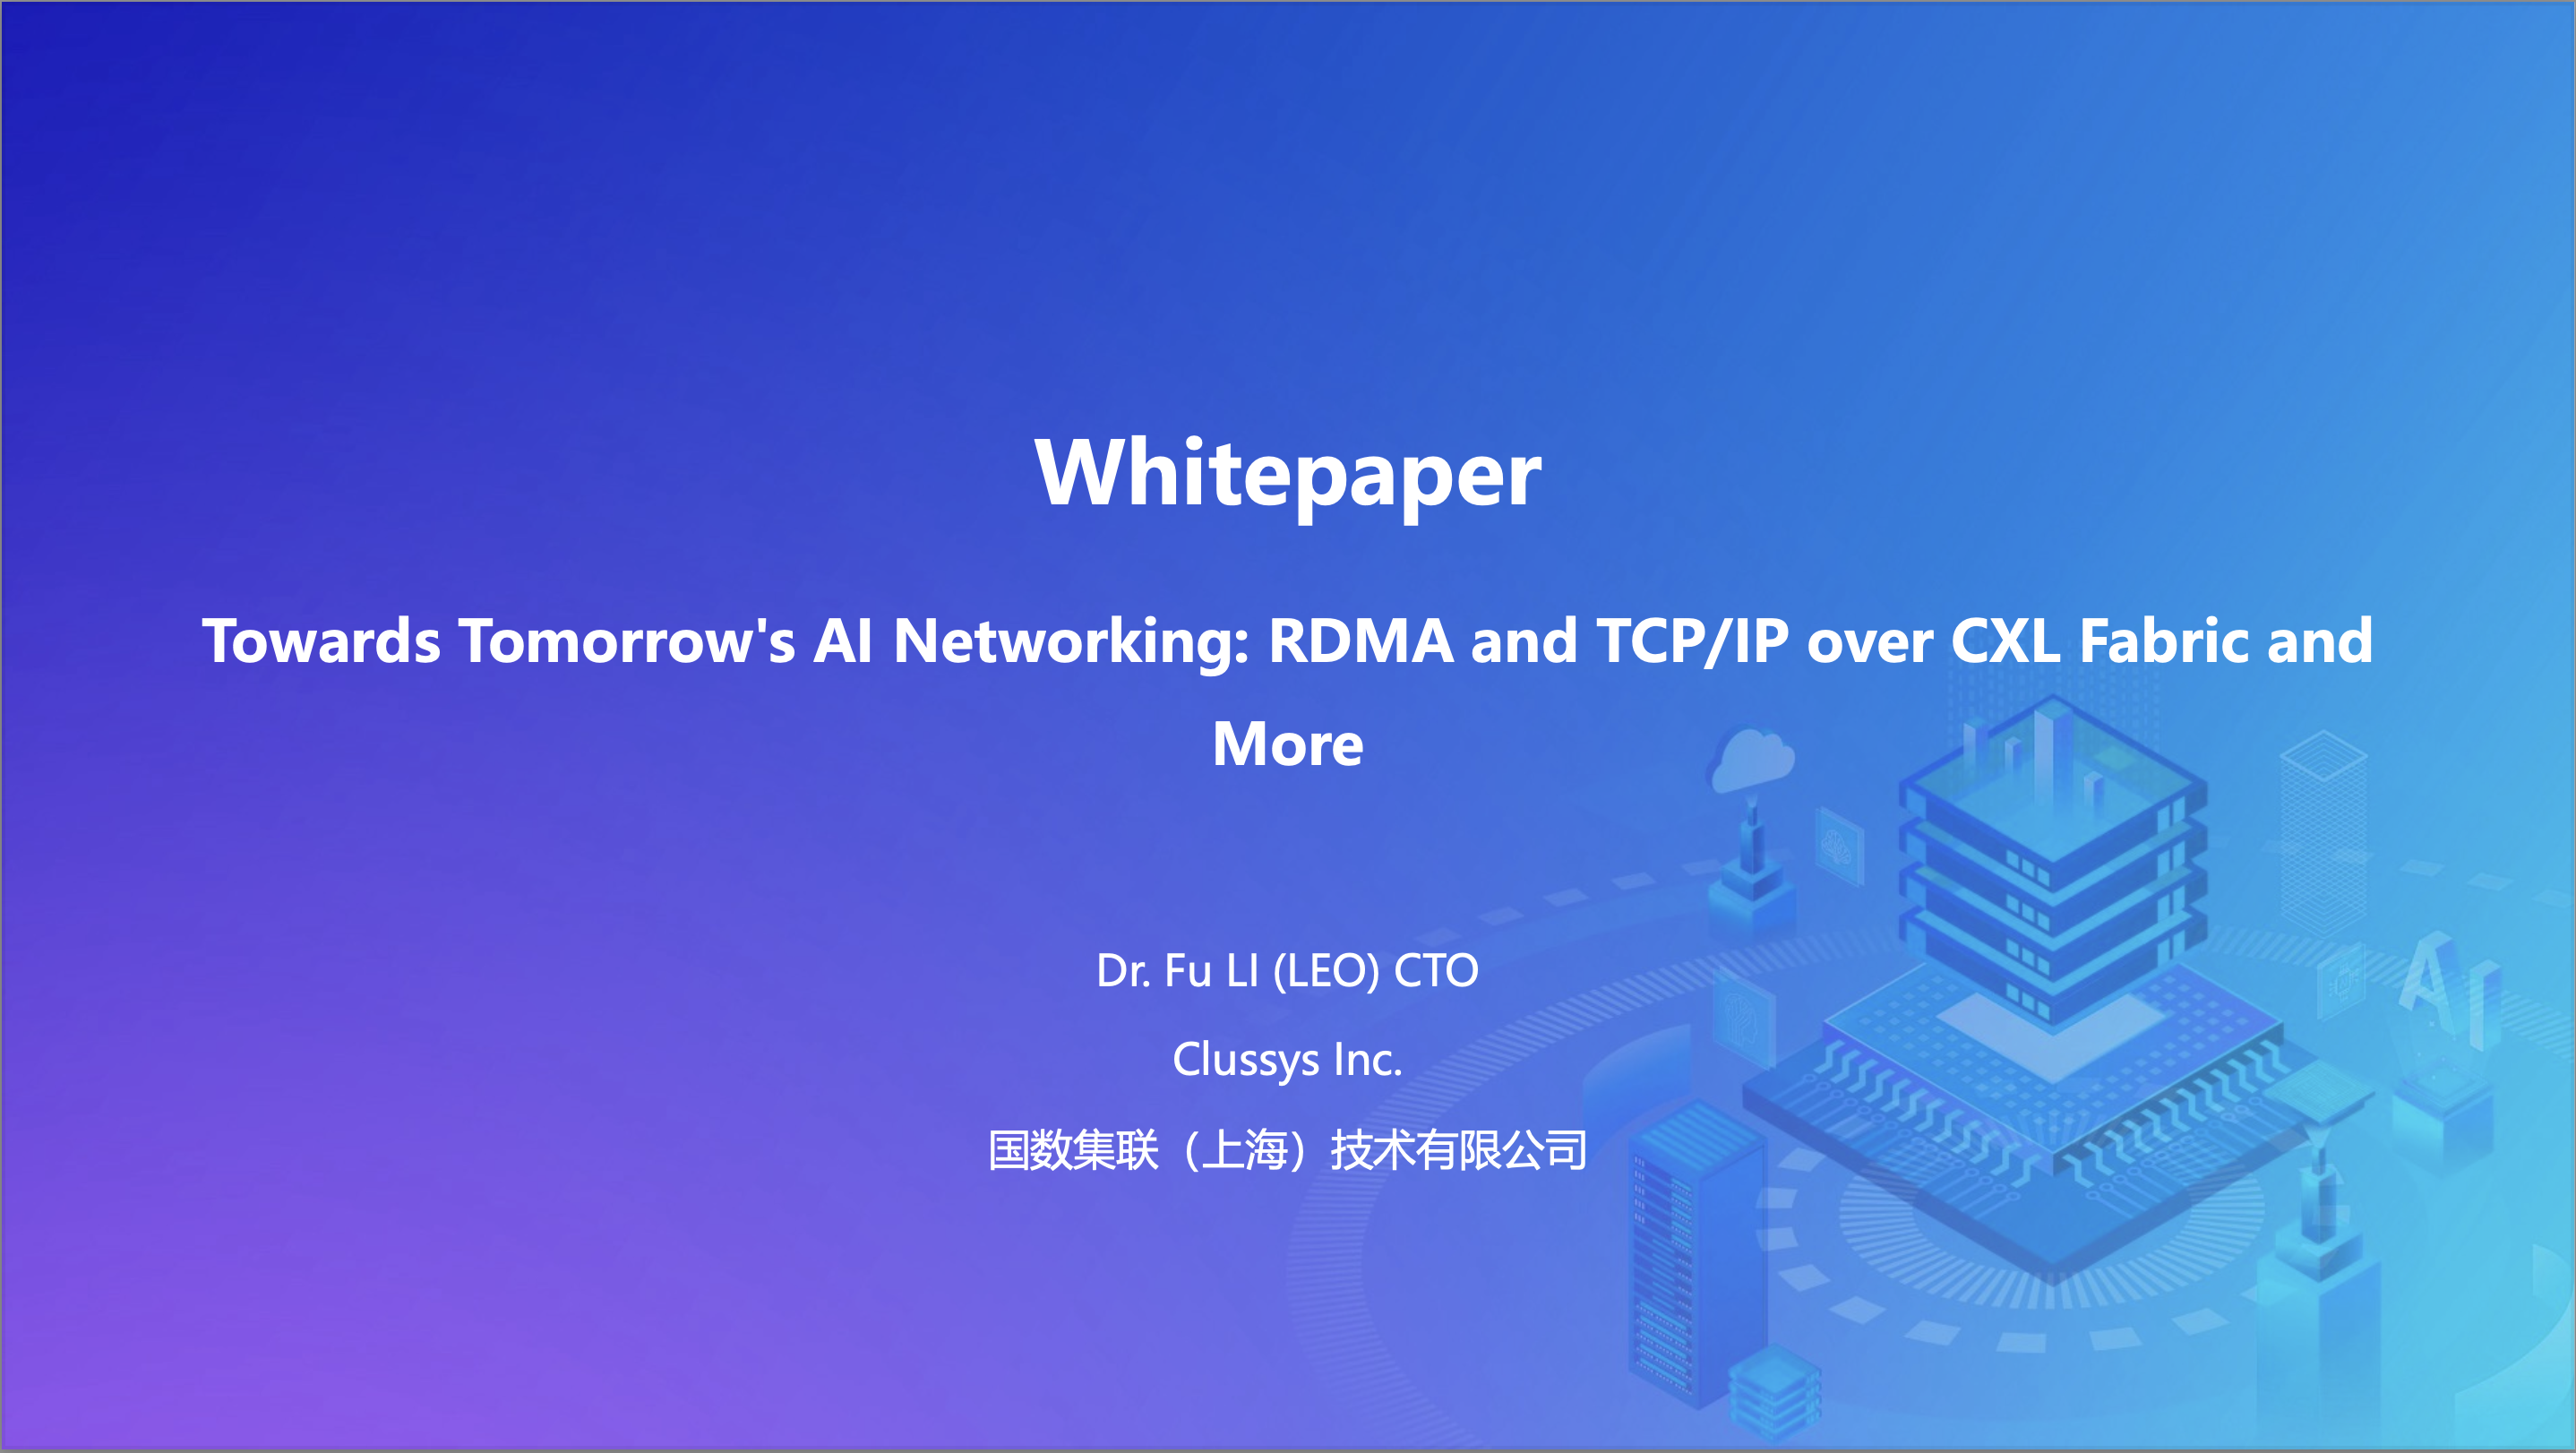 Whitepaper
Towards Tomorrow's AI Networking: RDMA and TCP/IP over CXL Fabric and
More
Dr. Fu LI (LEO) CTO
Clussys Inc.
国数集联（上海）技术有限公司
AI